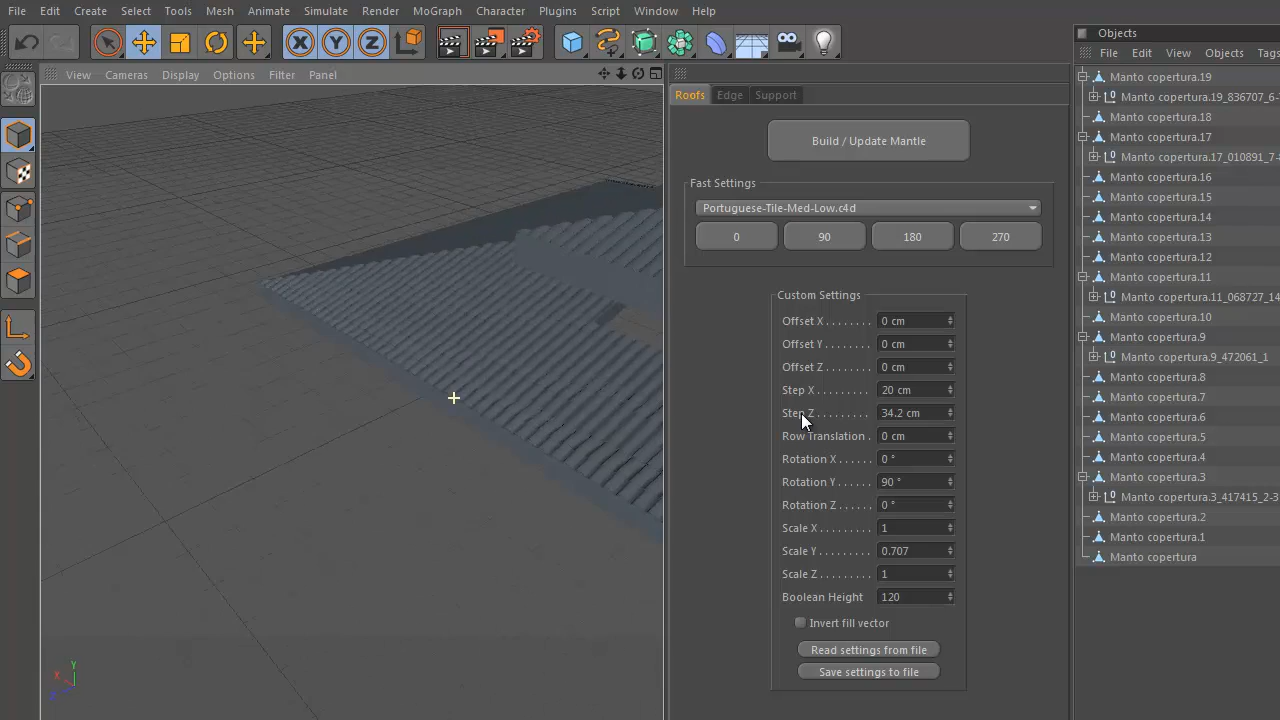 File Edit Create Select Tools Mesh Animate Simulate Render MoGraph Character Plugins Script Window Help
View Cameras Display Options Filter Panel
X Y Z
Y
X
Z
Roofs Edge Support
Build / Update Mantle
Fast Settings
Portuguese-Tile-Med-Low.c4d
0 90 180 270
Custom Settings
Offset X . . . . . . . . 0 cm
Offset Y . . . . . . . . 0 cm
Offset Z . . . . . . . . 0 cm
Step X . . . . . . . . . 20 cm
Step Z . . . . . . . . . 34.2 cm
Row Translation . 0 cm
Rotation X . . . . . . 0 °
Rotation Y . . . . . . 90 °
Rotation Z . . . . . . 0 °
Scale X . . . . . . . . . 1
Scale Y . . . . . . . . . 0.707
Scale Z . . . . . . . . . 1
Boolean Height 120
Invert fill vector
Read settings from file
Save settings to file
Objects
File Edit View Objects Tags
Manto copertura.19
Manto copertura.19_836707_6-
Manto copertura.18
Manto copertura.17
Manto copertura.17_010891_7-
Manto copertura.16
Manto copertura.15
Manto copertura.14
Manto copertura.13
Manto copertura.12
Manto copertura.11
Manto copertura.11_068727_14
Manto copertura.10
Manto copertura.9
Manto copertura.9_472061_1
Manto copertura.8
Manto copertura.7
Manto copertura.6
Manto copertura.5
Manto copertura.4
Manto copertura.3
Manto copertura.3_417415_2-3
Manto copertura.2
Manto copertura.1
Manto copertura